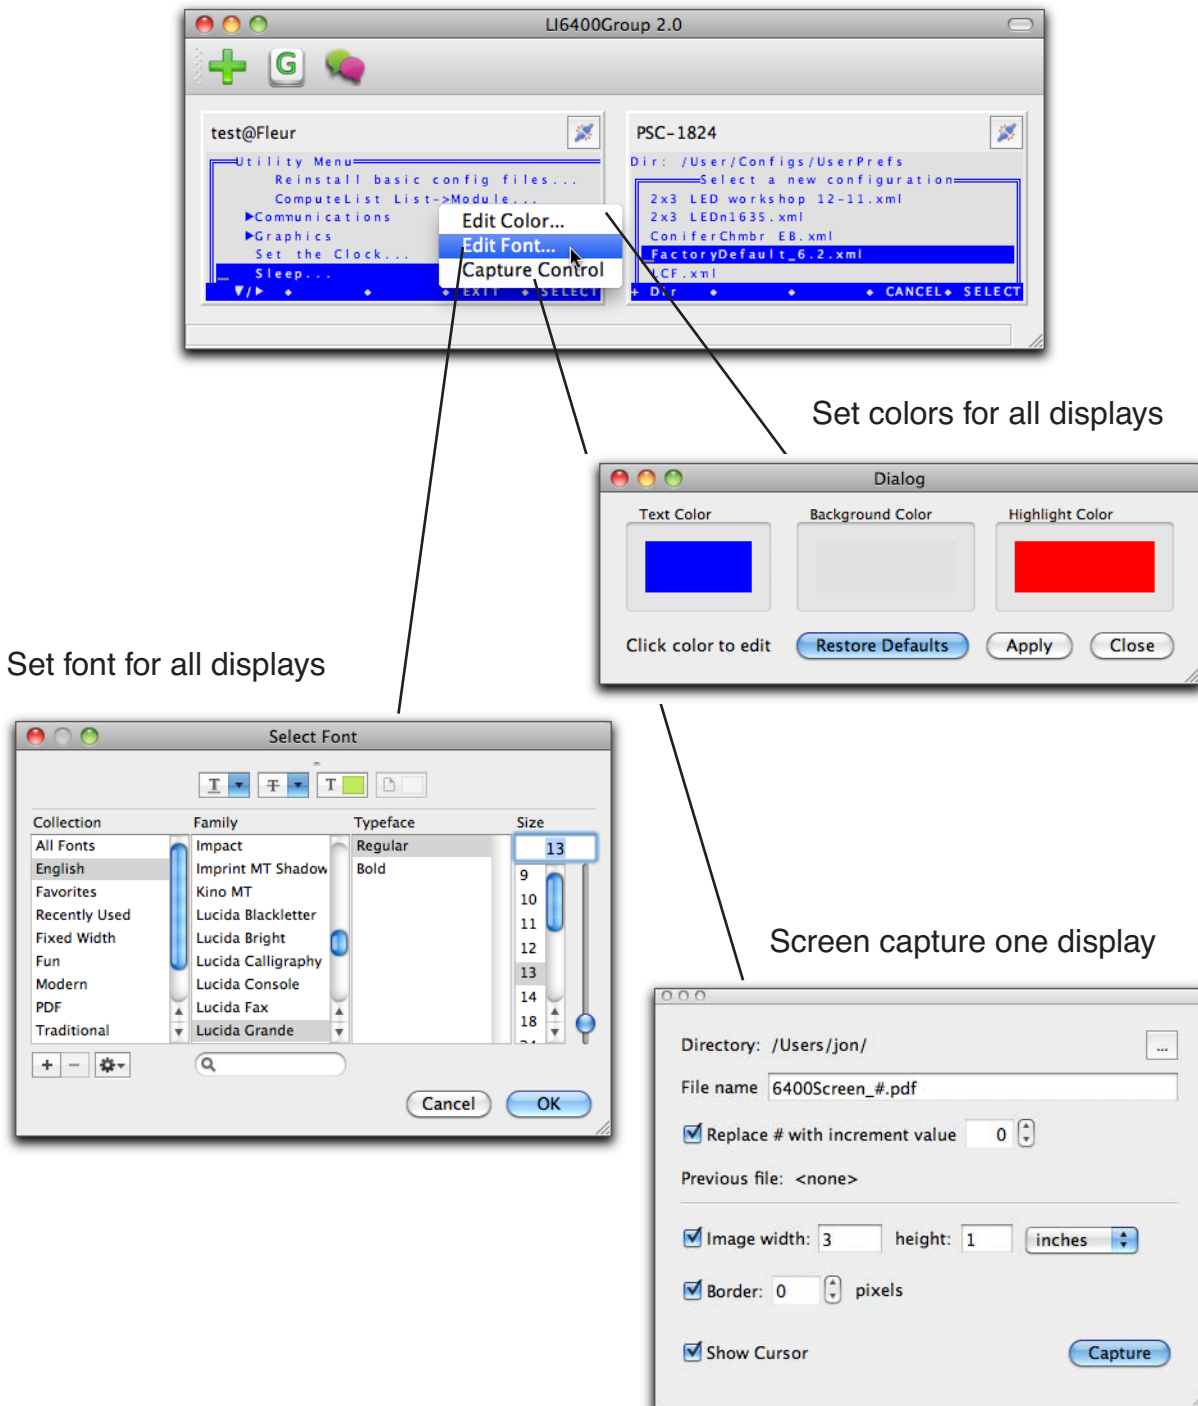 LI6400Group 2.0
G
test@Fleur
Utility Menu
Reinstall basic config files...
ComputeList List->Module...
▶Communications
▶Graphics
Set the Clock...
_ Sleep...
▼/▶ ◆ ◆ ◆ EXIT ◆ SELECT
Edit Color...
Edit Font...
Capture Control
PSC-1824
Dir: /User/Configs/UserPrefs
Select a new configuration
2x3 LED workshop 12-11.xml
2x3 LEDn1635.xml
ConiferChmbr EB.xml
_FactoryDefault_6.2.xml
LCF.xml
+ Dir ◆ ◆ ◆ CANCEL◆ SELECT
Set colors for all displays
Dialog
Text Color
Background Color
Highlight Color
Click color to edit
Restore Defaults
Apply
Close
Set font for all displays
Select Font
T
T
T
Collection
Family
Typeface
Size
All Fonts
English
Favorites
Recently Used
Fixed Width
Fun
Modern
PDF
Traditional
Impact
Imprint MT Shadow
Kino MT
Lucida Blackletter
Lucida Bright
Lucida Calligraphy
Lucida Console
Lucida Fax
Lucida Grande
Regular
Bold
13
9
10
11
12
13
14
18
24
+ −
Cancel
OK
Screen capture one display
Directory: /Users/jon/
...
File name 6400Screen_#.pdf
Replace # with increment value 0
Previous file: <none>
Image width: 3 height: 1 inches
Border: 0 pixels
Show Cursor
Capture